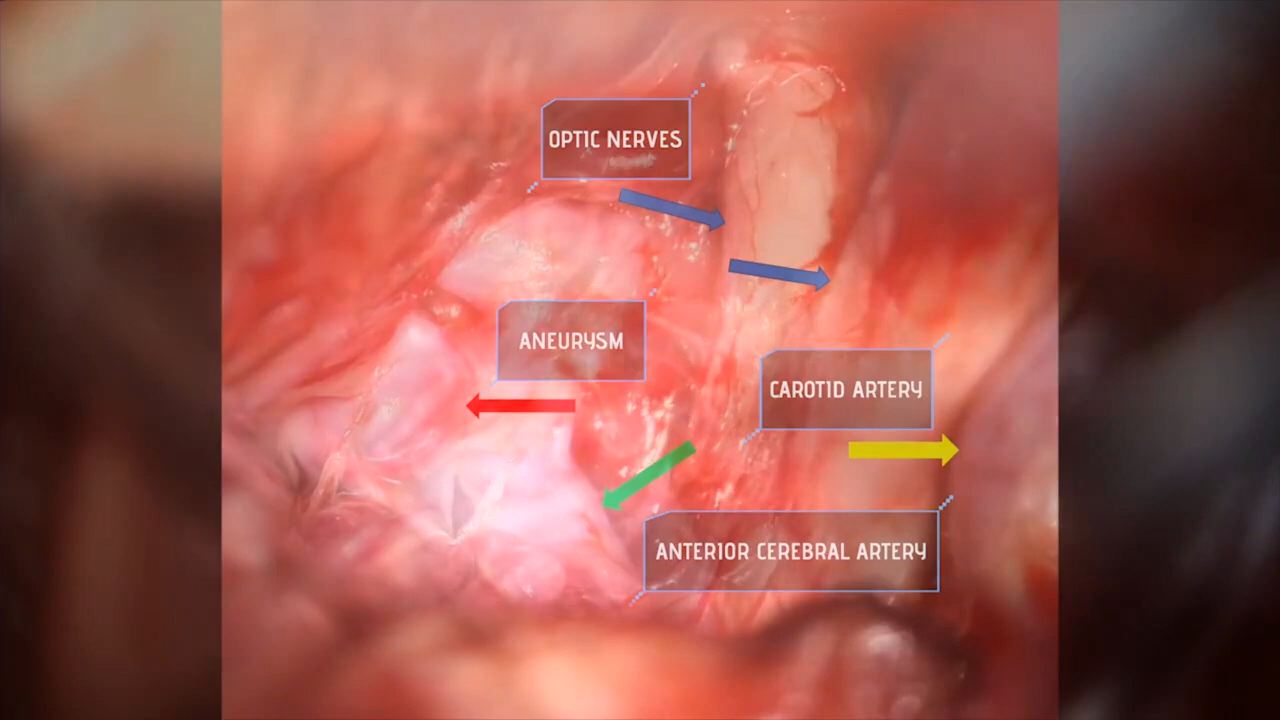 OPTIC NERVES
ANEURYSM
CAROTID ARTERY
ANTERIOR CEREBRAL ARTERY